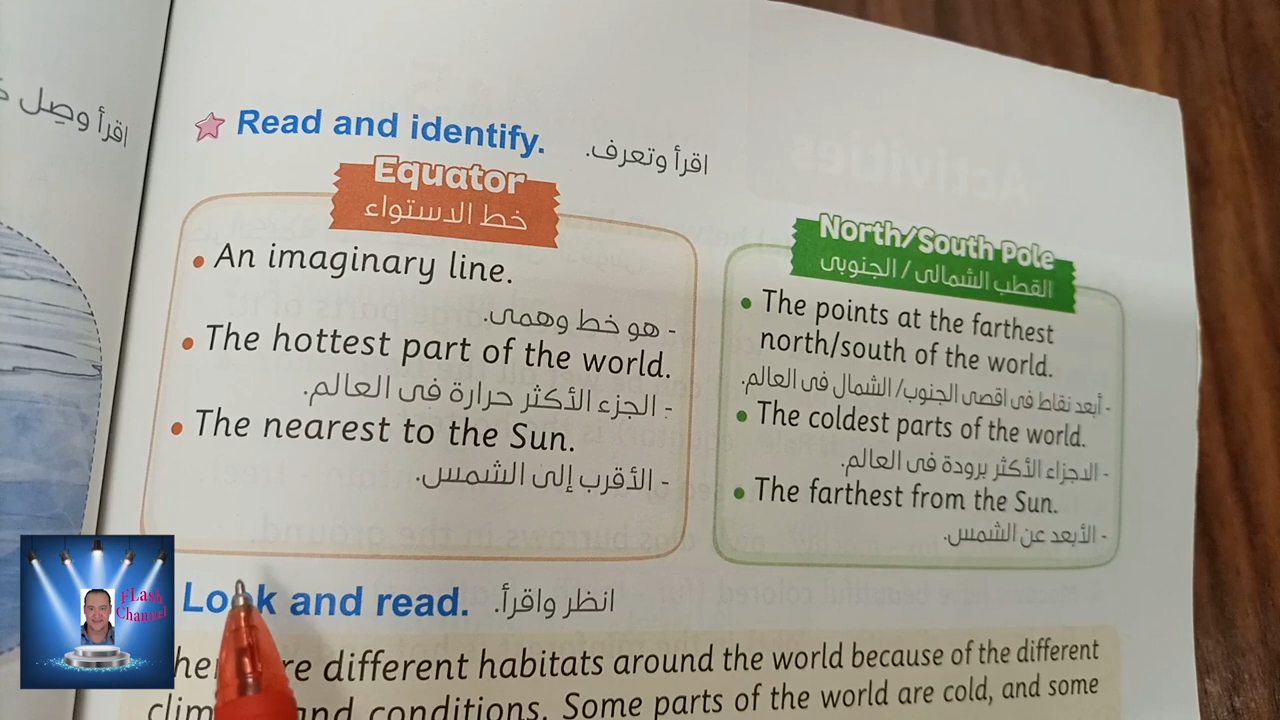 اقرأ وصِل
Read and identify.
اقرأ وتعرف.
Equator
خط الاستواء
• An imaginary line.
- هو خط وهمى.
• The hottest part of the world.
- الجزء الأكثر حرارة فى العالم.
• The nearest to the Sun.
- الأقرب إلى الشمس.
North/South Pole
القطب الشمالى / الجنوبى
• The points at the farthest
north/south of the world.
- أبعد نقاط فى اقصى الجنوب/ الشمال فى العالم.
• The coldest parts of the world.
- الاجزاء الأكثر برودة فى العالم.
• The farthest from the Sun.
- الأبعد عن الشمس.
Look and read.
انظر واقرأ.
different habitats around the world because of the different
and conditions. Some parts of the world are cold, and some
FLash
Channel